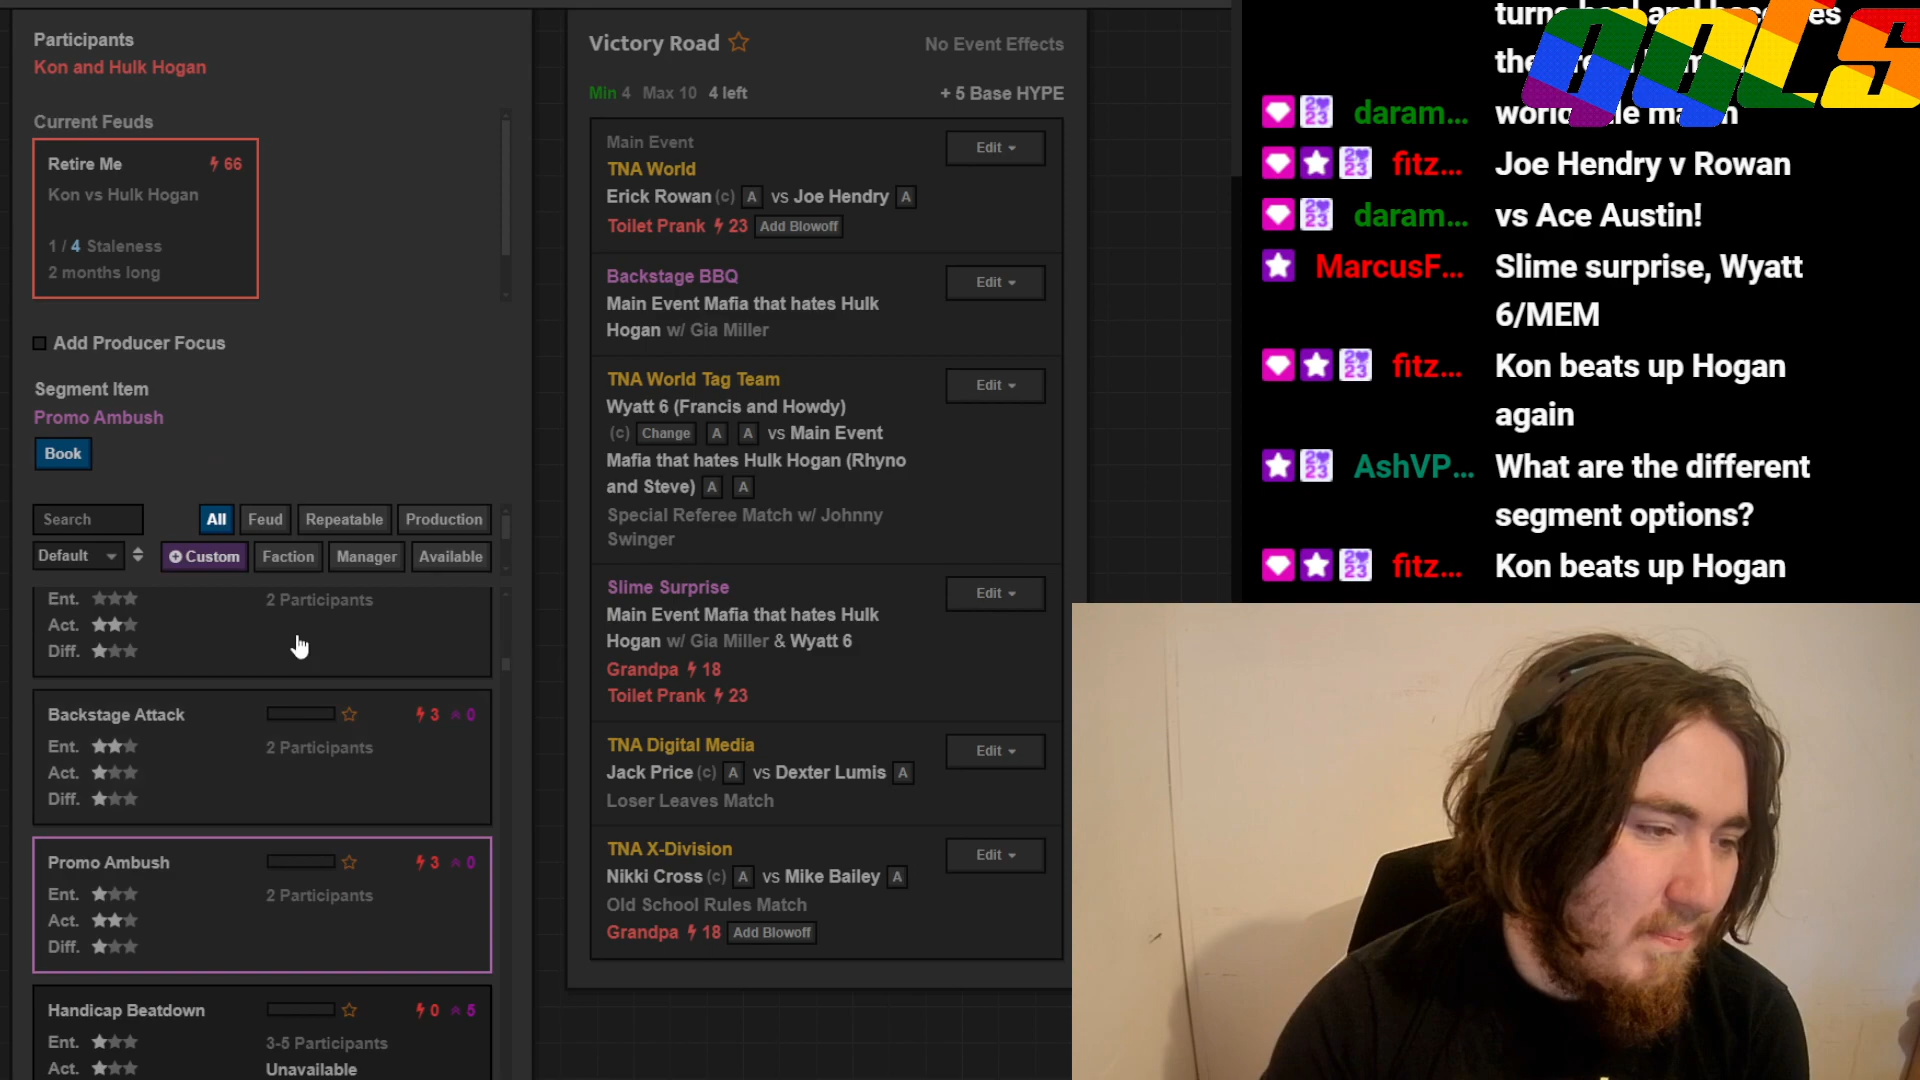 Participants
Kon and Hulk Hogan
Current Feuds
Retire Me 66
Kon vs Hulk Hogan
1 / 4 Staleness
2 months long
Add Producer Focus
Segment Item
Promo Ambush
Book
Search All Feud Repeatable Production
Default Custom Faction Manager Available
Ent. 2 Participants
Act.
Diff.
Backstage Attack 3 0
Ent. 2 Participants
Act.
Diff.
Promo Ambush 3 0
Ent. 2 Participants
Act.
Diff.
Handicap Beatdown 0 5
Ent. 3-5 Participants
Act. Unavailable
Victory Road No Event Effects
Min 4 Max 10 4 left + 5 Base HYPE
Main Event Edit
TNA World
Erick Rowan (c) A vs Joe Hendry A
Toilet Prank 23 Add Blowoff
Backstage BBQ Edit
Main Event Mafia that hates Hulk
Hogan w/ Gia Miller
TNA World Tag Team Edit
Wyatt 6 (Francis and Howdy)
(c) Change A A vs Main Event
Mafia that hates Hulk Hogan (Rhyno
and Steve) A A
Special Referee Match w/ Johnny
Swinger
Slime Surprise Edit
Main Event Mafia that hates Hulk
Hogan w/ Gia Miller & Wyatt 6
Grandpa 18
Toilet Prank 23
TNA Digital Media Edit
Jack Price (c) A vs Dexter Lumis A
Loser Leaves Match
TNA X-Division Edit
Nikki Cross (c) A vs Mike Bailey A
Old School Rules Match
Grandpa 18 Add Blowoff
daram...
fitz... Joe Hendry v Rowan
daram... vs Ace Austin!
MarcusF... Slime surprise, Wyatt
6/MEM
fitz... Kon beats up Hogan
again
AshVP... What are the different
segment options?
fitz... Kon beats up Hogan